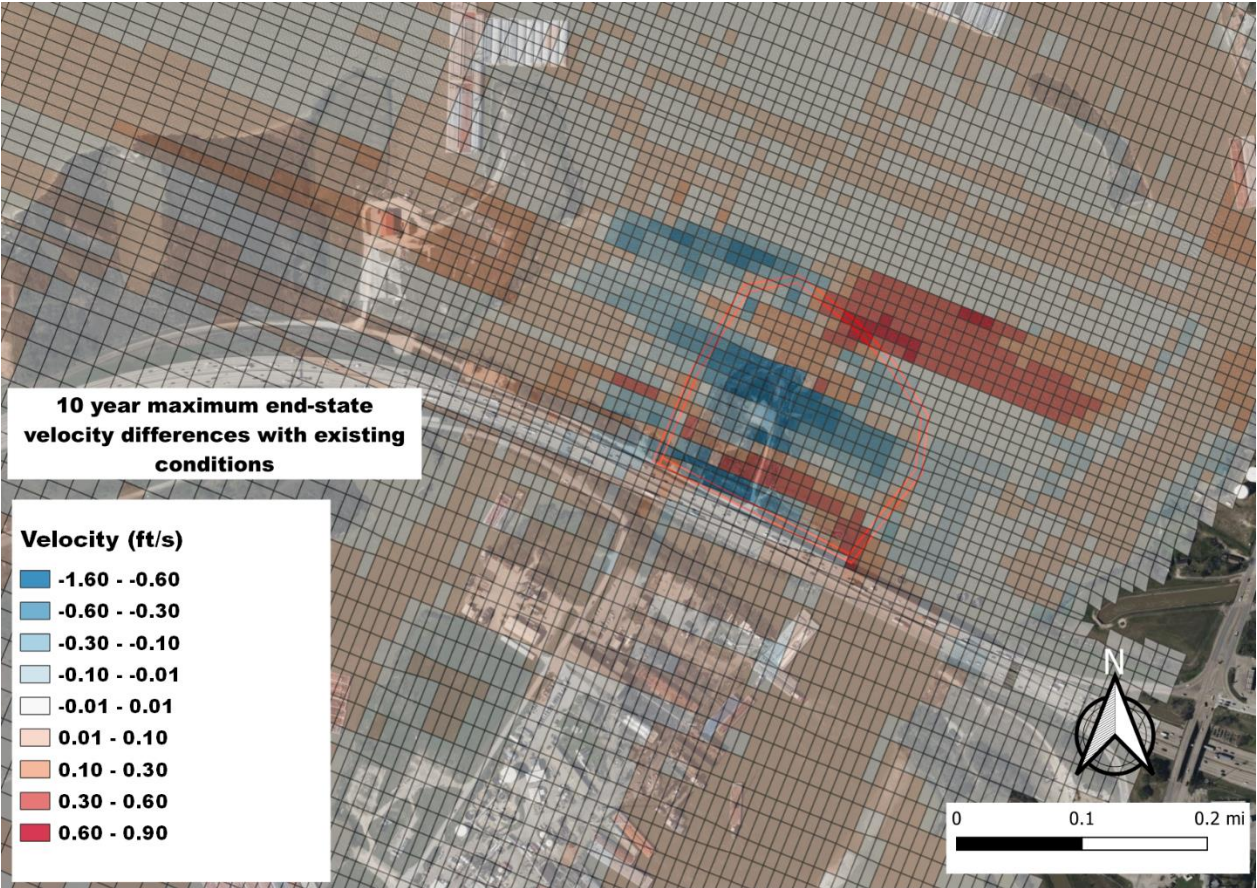 10 year maximum end-state
velocity differences with existing
conditions
Velocity (ft/s)
-1.60 - -0.60
-0.60 - -0.30
-0.30 - -0.10
-0.10 - -0.01
-0.01 - 0.01
0.01 - 0.10
0.10 - 0.30
0.30 - 0.60
0.60 - 0.90
N
0 0.1 0.2 mi